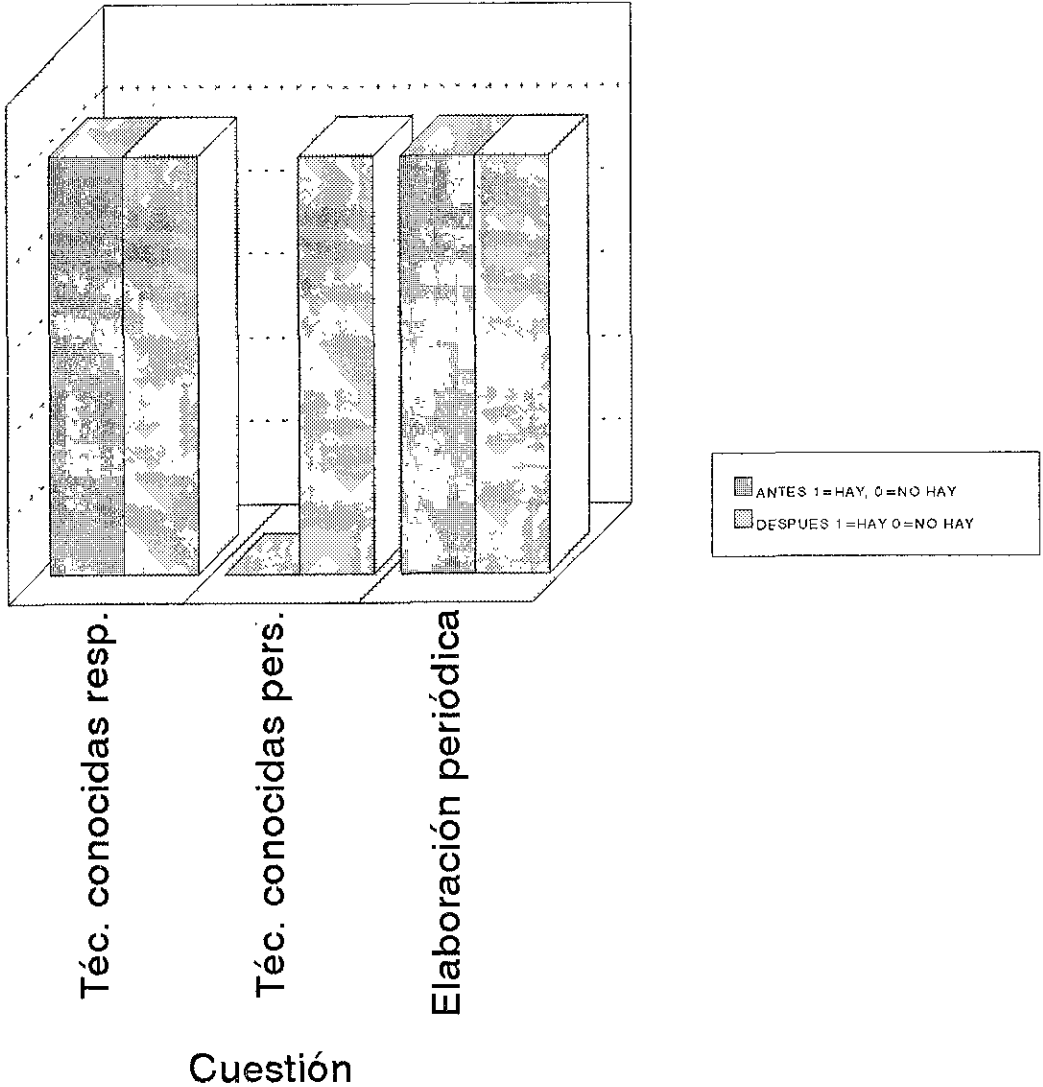 ANTES 1=HAY, 0=NO HAY
DESPUES 1=HAY 0=NO HAY
Téc. conocidas resp.
Téc. conocidas pers.
Elaboración periódica
Cuestión